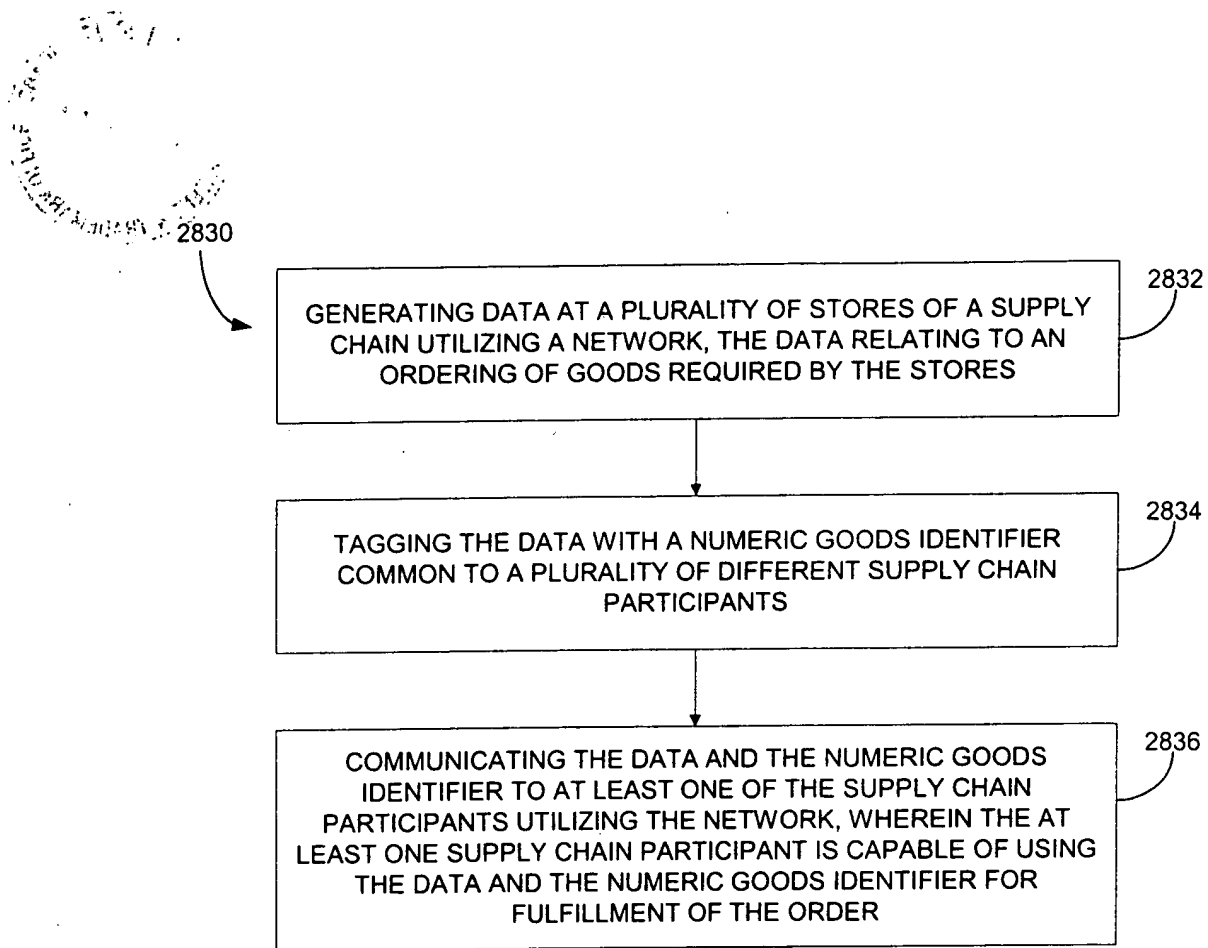 2830
GENERATING DATA AT A PLURALITY OF STORES OF A SUPPLY
CHAIN UTILIZING A NETWORK, THE DATA RELATING TO AN
ORDERING OF GOODS REQUIRED BY THE STORES
2832
TAGGING THE DATA WITH A NUMERIC GOODS IDENTIFIER
COMMON TO A PLURALITY OF DIFFERENT SUPPLY CHAIN
PARTICIPANTS
2834
COMMUNICATING THE DATA AND THE NUMERIC GOODS
IDENTIFIER TO AT LEAST ONE OF THE SUPPLY CHAIN
PARTICIPANTS UTILIZING THE NETWORK, WHEREIN THE AT
LEAST ONE SUPPLY CHAIN PARTICIPANT IS CAPABLE OF USING
THE DATA AND THE NUMERIC GOODS IDENTIFIER FOR
FULFILLMENT OF THE ORDER
2836